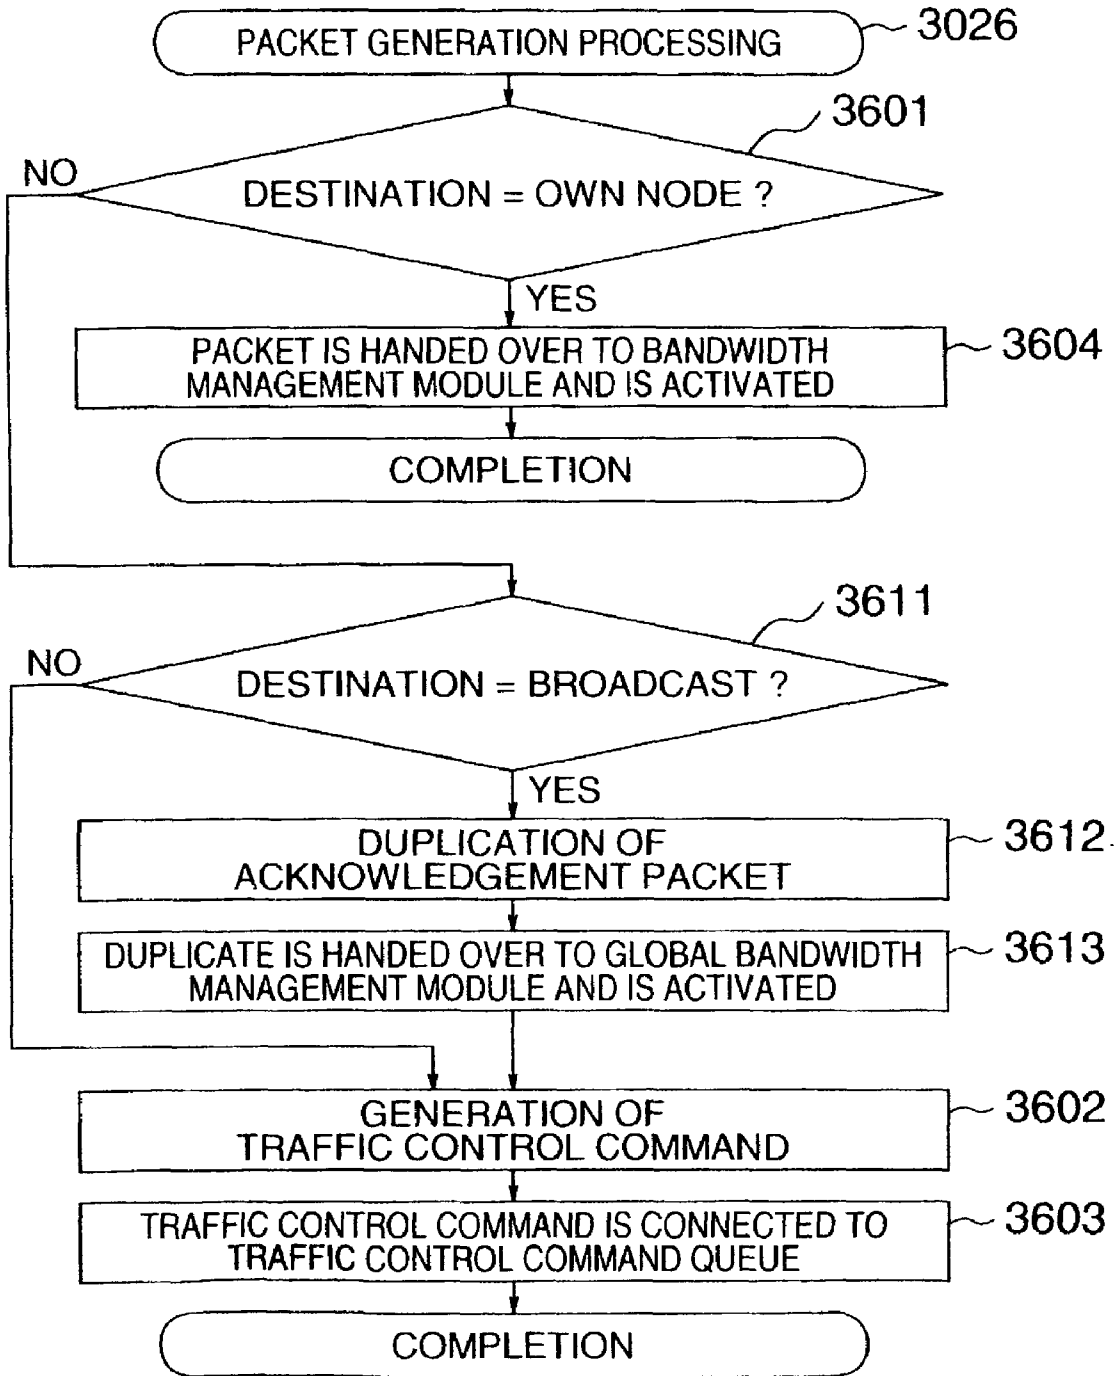 PACKET GENERATION PROCESSING
3026
3601
NO
DESTINATION = OWN NODE ?
YES
PACKET IS HANDED OVER TO BANDWIDTH
MANAGEMENT MODULE AND IS ACTIVATED
3604
COMPLETION
3611
NO
DESTINATION = BROADCAST ?
YES
DUPLICATION OF
ACKNOWLEDGEMENT PACKET
3612
DUPLICATE IS HANDED OVER TO GLOBAL BANDWIDTH
MANAGEMENT MODULE AND IS ACTIVATED
3613
GENERATION OF
TRAFFIC CONTROL COMMAND
3602
TRAFFIC CONTROL COMMAND IS CONNECTED TO
TRAFFIC CONTROL COMMAND QUEUE
3603
COMPLETION